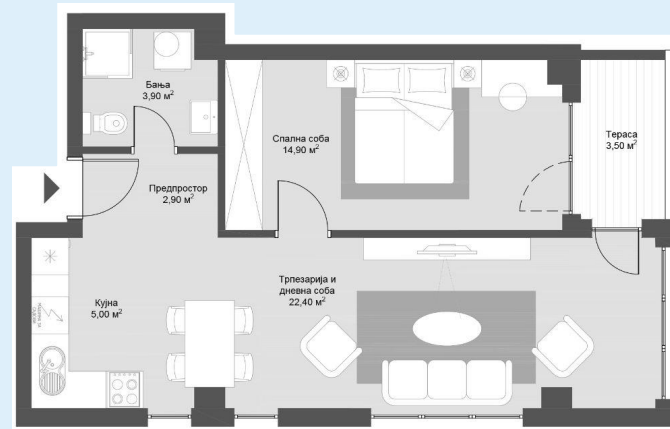 Бања
3,90 м²
Спална соба
14,90 м²
Тераса
3,50 м²
Предпростор
2,90 м²
Трпезарија и
дневна соба
22,40 м²
Кујна
5,00 м²